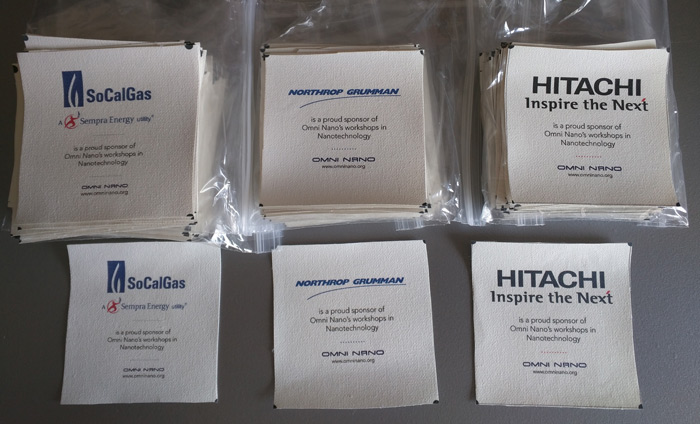 SoCalGas
A Sempra Energy utility®
is a proud sponsor of
Omni Nano's workshops in
Nanotechnology
OMNI NANO
www.omninano.org
NORTHROP GRUMMAN
is a proud sponsor of
Omni Nano's workshops in
Nanotechnology
OMNI NANO
www.omninano.org
HITACHI
Inspire the Next
is a proud sponsor of
Omni Nano's workshops in
Nanotechnology
OMNI NANO
www.omninano.org
SoCalGas
A Sempra Energy utility®
is a proud sponsor of
Omni Nano's workshops in
Nanotechnology
OMNI NANO
www.omninano.org
NORTHROP GRUMMAN
is a proud sponsor of
Omni Nano's workshops in
Nanotechnology
OMNI NANO
www.omninano.org
HITACHI
Inspire the Next
is a proud sponsor of
Omni Nano's workshops in
Nanotechnology
OMNI NANO
www.omninano.org